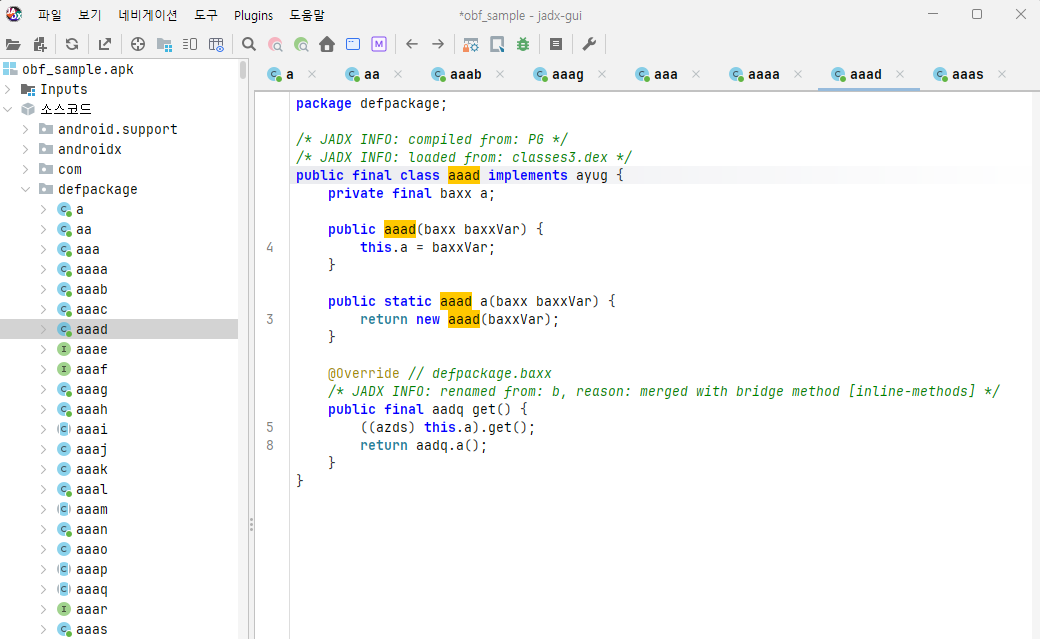 *obf_sample - jadx-gui
파일 보기 네비게이션 도구 Plugins 도움말
obf_sample.apk
Inputs
소스코드
android.support
androidx
com
defpackage
a
aa
aaa
aaaa
aaab
aaac
aaad
aaae
aaaf
aaag
aaah
aaai
aaaj
aaak
aaal
aaam
aaan
aaao
aaap
aaaq
aaar
aaas
a aa aaab aaag aaa aaaa aaad aaas
package defpackage;
/* JADX INFO: compiled from: PG */
/* JADX INFO: loaded from: classes3.dex */
public final class aaad implements ayug {
private final baxx a;
public aaad(baxx baxxVar) {
4 this.a = baxxVar;
}
public static aaad a(baxx baxxVar) {
3 return new aaad(baxxVar);
}
@Override // defpackage.baxx
/* JADX INFO: renamed from: b, reason: merged with bridge method [inline-methods] */
public final aadq get() {
5 ((azds) this.a).get();
8 return aadq.a();
}
}